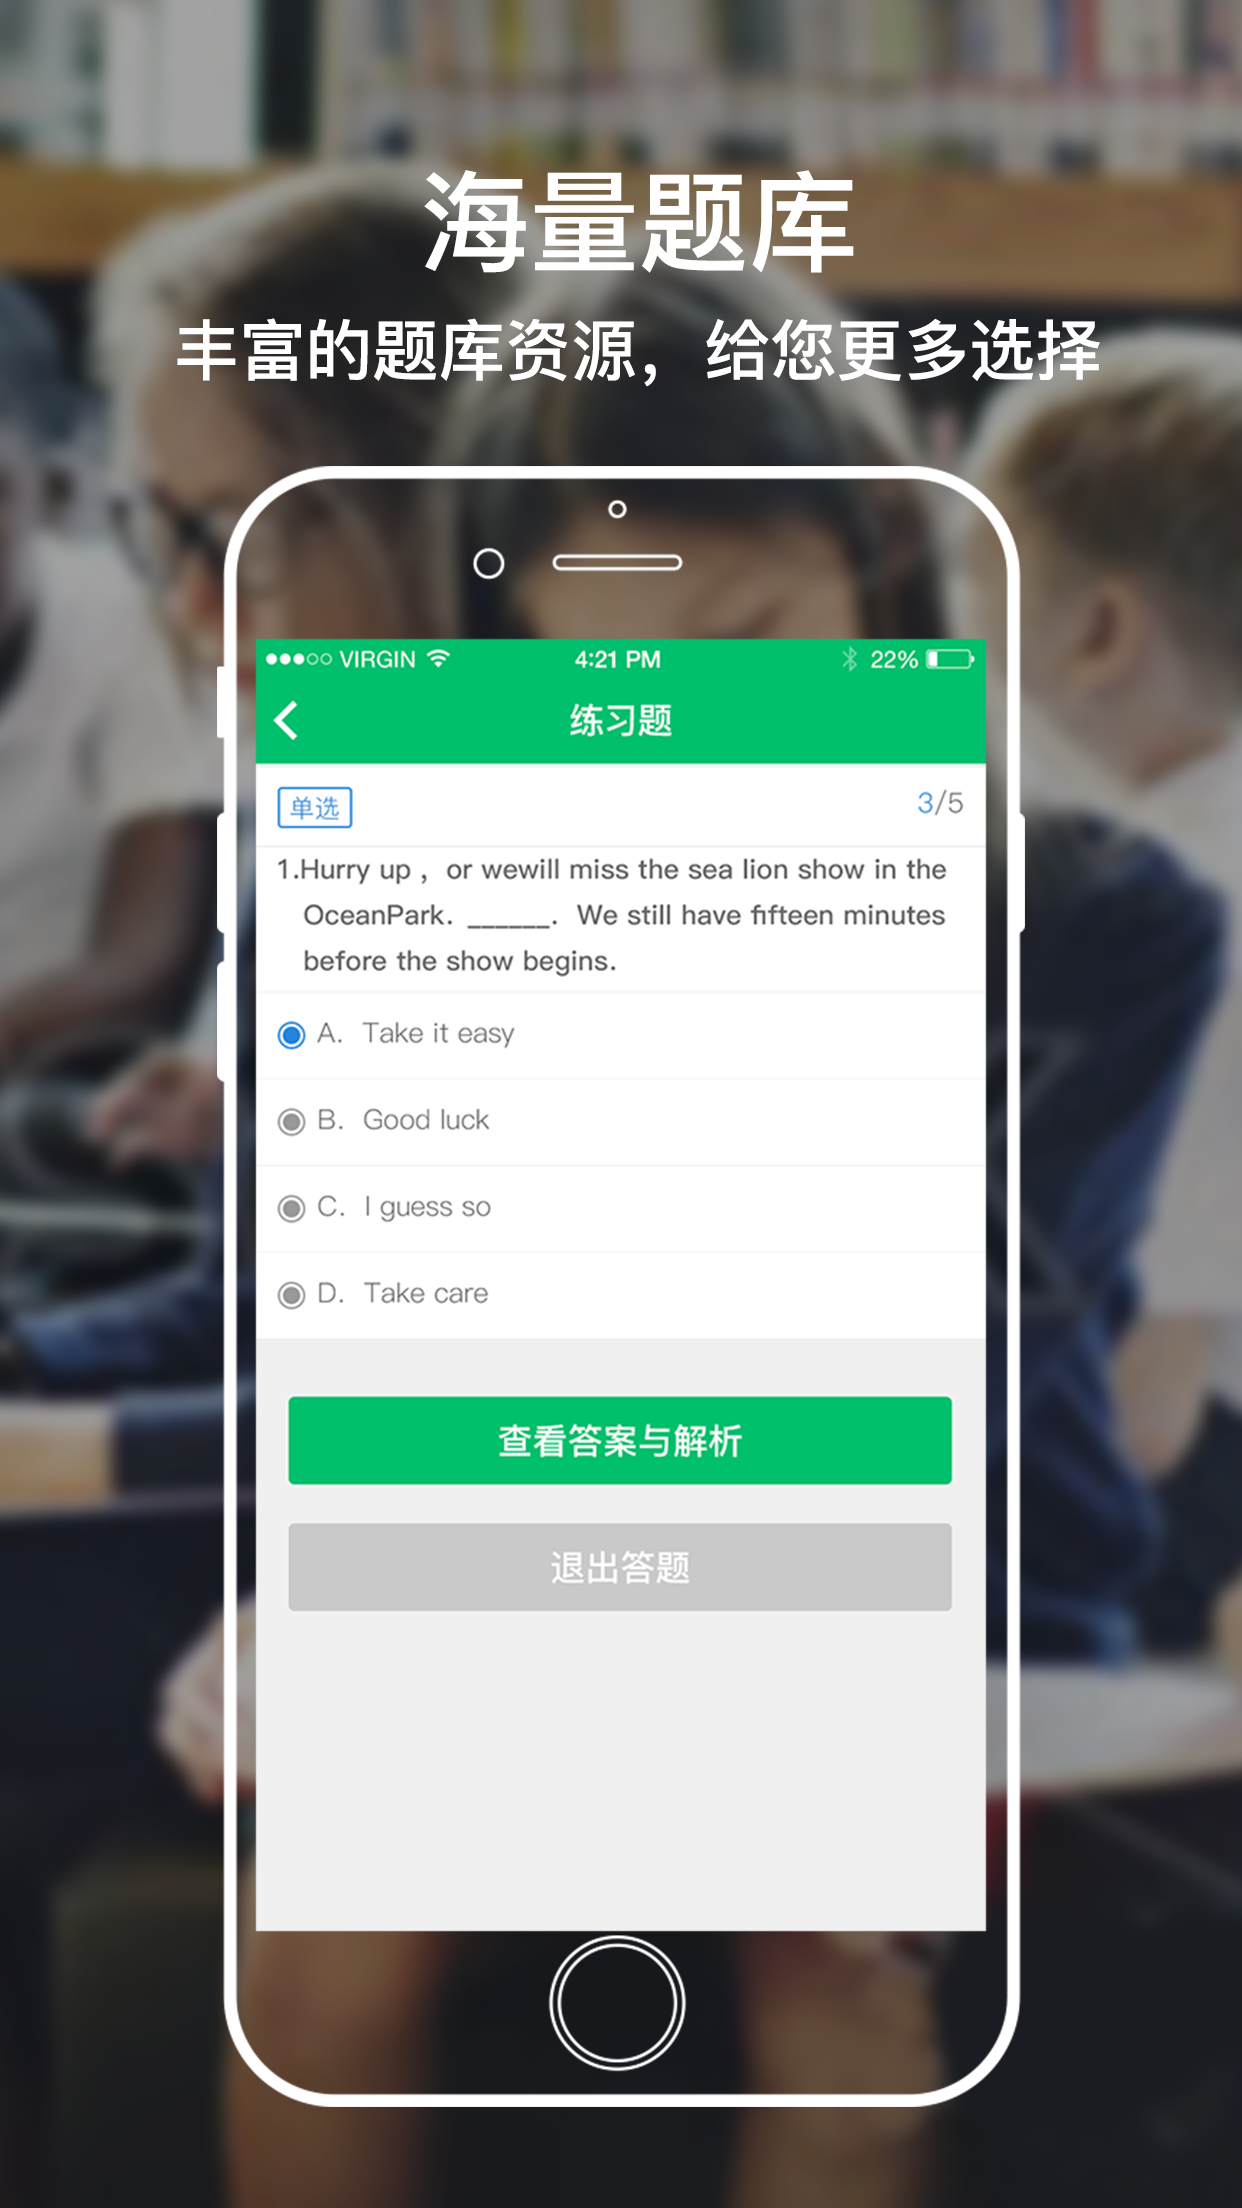 海量题库
丰富的题库资源，给您更多选择
VIRGIN 4:21 PM 22%
练习题
单选 3/5
1.Hurry up ，or wewill miss the sea lion show in the
OceanPark. ______. We still have fifteen minutes
before the show begins.
A. Take it easy
B. Good luck
C. I guess so
D. Take care
查看答案与解析
退出答题